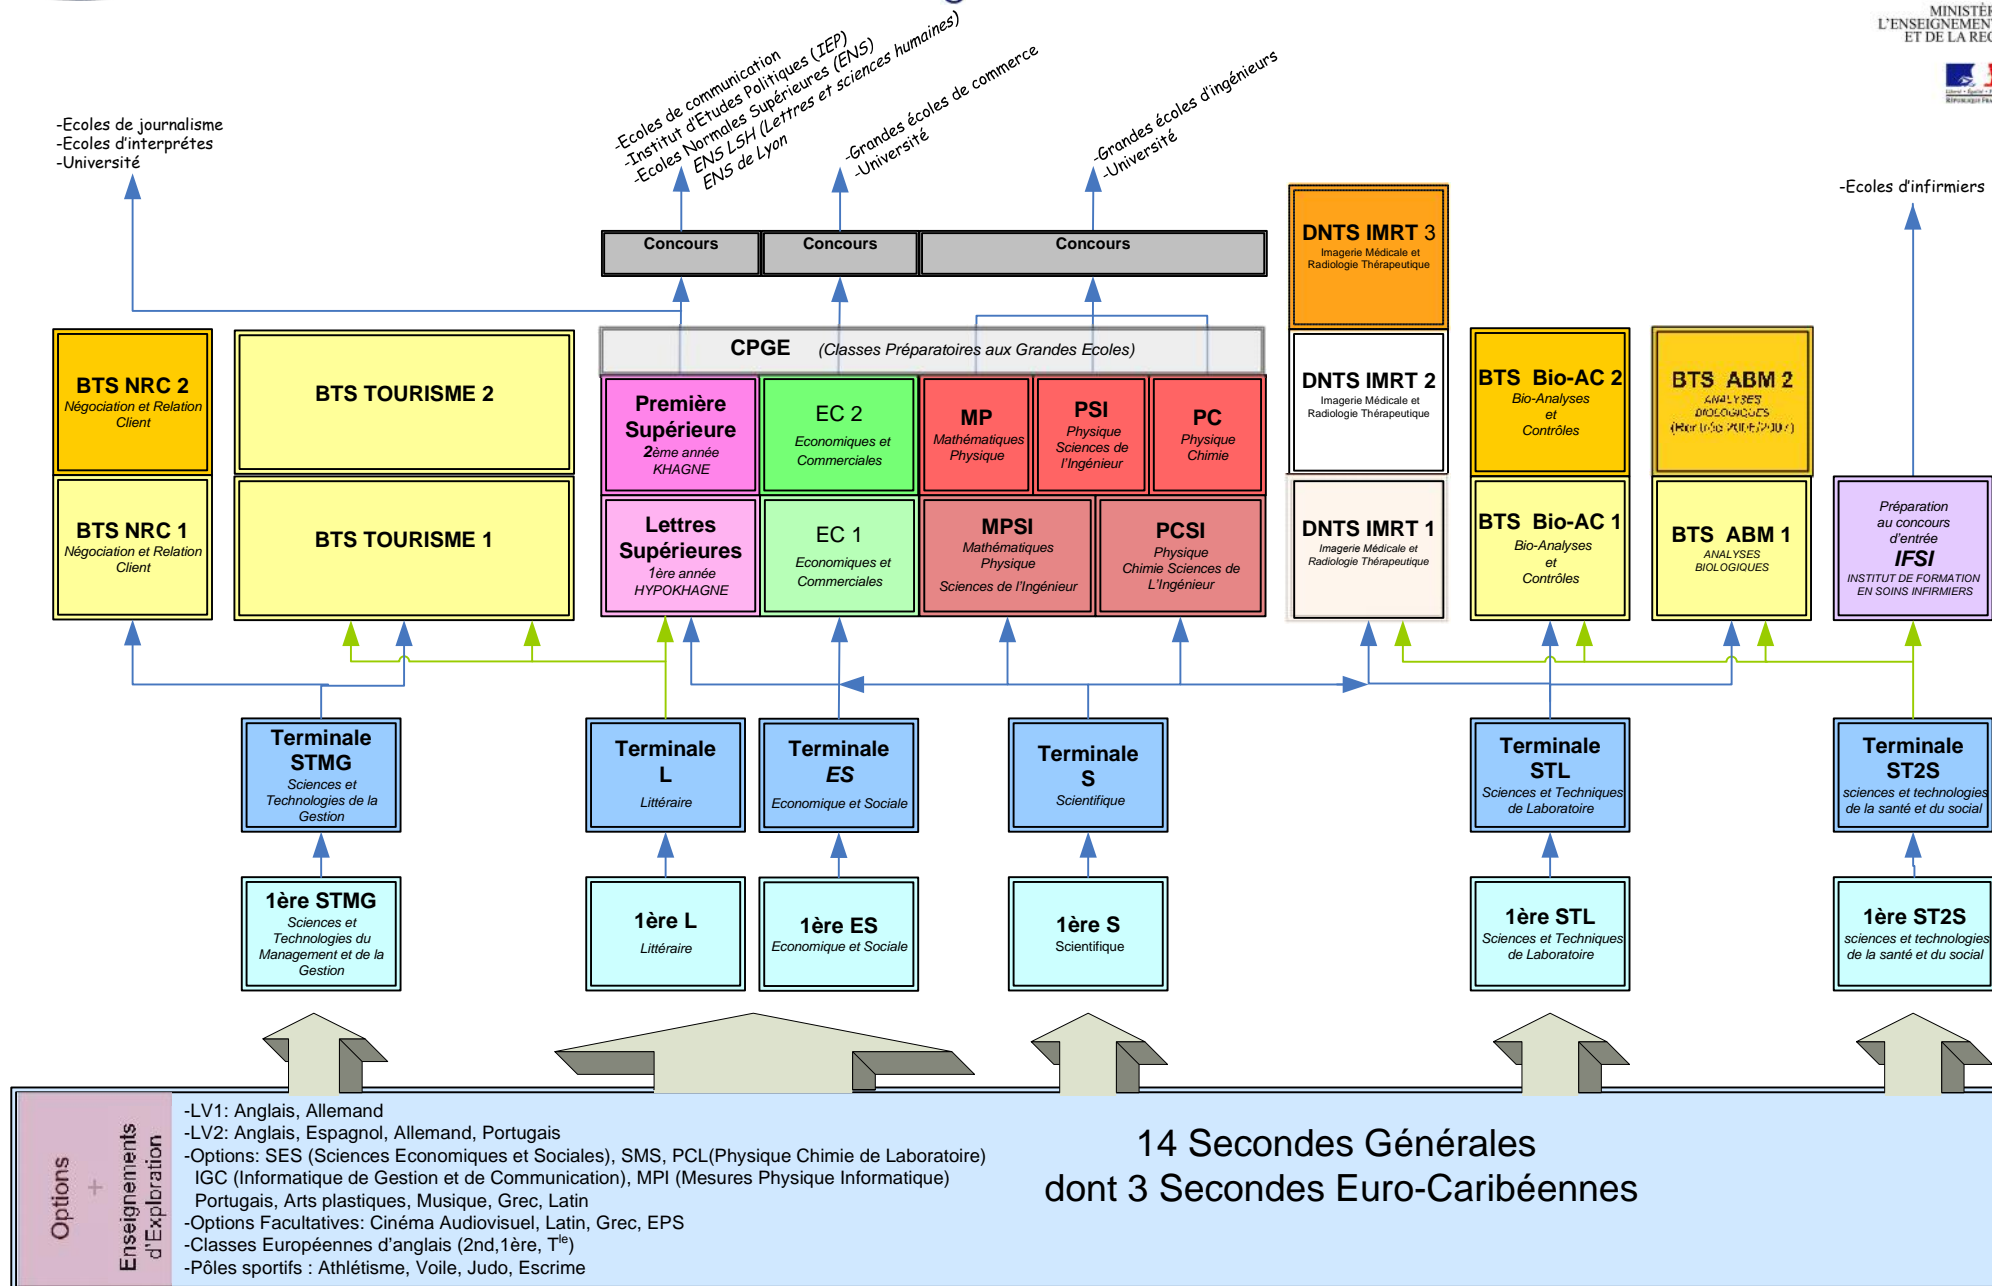 MINISTÈR
L'ENSEIGNEMENT
ET DE LA REC
-Ecoles de journalisme
-Ecoles d'interprétes
-Université
-Ecoles de communication
-Institut d'Etudes Politiques (IEP)
-Ecoles Normales Supérieures (ENS)
ENS LSH (Lettres et sciences humaines)
ENS de Lyon
-Grandes écoles de commerce
-Université
-Grandes écoles d'ingénieurs
-Université
-Ecoles d'infirmiers
Concours
Concours
Concours
DNTS IMRT 3
Imagerie Médicale et
Radiologie Thérapeutique
CPGE (Classes Préparatoires aux Grandes Ecoles)
BTS NRC 2
Négociation et Relation
Client
BTS TOURISME 2
Première
Supérieure
2ème année
KHAGNE
EC 2
Economiques et
Commerciales
MP
Mathématiques
Physique
PSI
Physique
Sciences de
l'Ingénieur
PC
Physique
Chimie
DNTS IMRT 2
Imagerie Médicale et
Radiologie Thérapeutique
BTS Bio-AC 2
Bio-Analyses
et
Contrôles
BTS ABM 2
ANALYSES
BIOLOGIQUES
BTS NRC 1
Négociation et Relation
Client
BTS TOURISME 1
Lettres
Supérieures
1ère année
HYPOKHAGNE
EC 1
Economiques et
Commerciales
MPSI
Mathématiques
Physique
Sciences de l'Ingénieur
PCSI
Physique
Chimie Sciences de
L'Ingénieur
DNTS IMRT 1
Imagerie Médicale et
Radiologie Thérapeutique
BTS Bio-AC 1
Bio-Analyses
et
Contrôles
BTS ABM 1
ANALYSES
BIOLOGIQUES
Préparation
au concours
d'entrée
IFSI
INSTITUT DE FORMATION
EN SOINS INFIRMIERS
Terminale
STMG
Sciences et
Technologies de la
Gestion
Terminale
L
Littéraire
Terminale
ES
Economique et Sociale
Terminale
S
Scientifique
Terminale
STL
Sciences et Techniques
de Laboratoire
Terminale
ST2S
sciences et technologies
de la santé et du social
1ère STMG
Sciences et
Technologies du
Management et de la
Gestion
1ère L
Littéraire
1ère ES
Economique et Sociale
1ère S
Scientifique
1ère STL
Sciences et Techniques
de Laboratoire
1ère ST2S
sciences et technologies
de la santé et du social
Options
+
Enseignements
d'Exploration
-LV1: Anglais, Allemand
-LV2: Anglais, Espagnol, Allemand, Portugais
-Options: SES (Sciences Economiques et Sociales), SMS, PCL(Physique Chimie de Laboratoire)
IGC (Informatique de Gestion et de Communication), MPI (Mesures Physique Informatique)
Portugais, Arts plastiques, Musique, Grec, Latin
-Options Facultatives: Cinéma Audiovisuel, Latin, Grec, EPS
-Classes Européennes d'anglais (2nd,1ère, Tle)
-Pôles sportifs : Athlétisme, Voile, Judo, Escrime
14 Secondes Générales
dont 3 Secondes Euro-Caribéennes